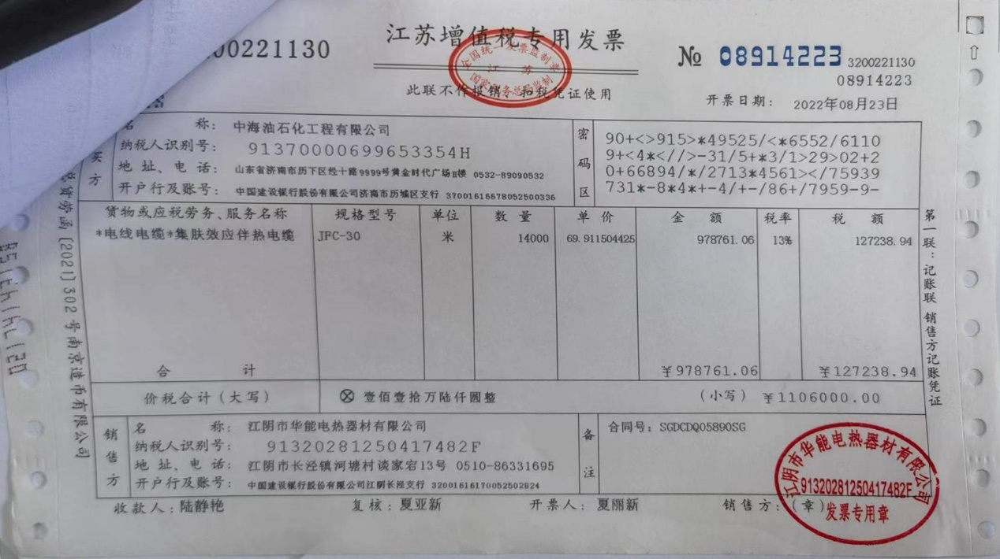 00221130
江苏增值税专用发票
全国统一发票监制章
江苏
国家税务总局监制
此联不作报销、扣税凭证使用
№ 08914223 3200221130
08914223
开票日期: 2022年08月23日
买
方
名 称: 中海油石化工程有限公司
纳税人识别号: 91370000699653354H
地址、电话: 山东省济南市历下区经十路9999号黄金时代广场 0532-89090532
开户行及账号: 中国建设银行股份有限公司济南市历城区支行 37001616678052500336
密
码
区
90+<>915>*49525/<*6552/6110
9+<4*<//>-31/5+*3/1>29>02+2
0+66894/*/2713*4561></75939
731*-8*4*+-4/+-/86+/7959-9-
货物或应税劳务、服务名称 规格型号 单位 数量 单价 金额 税率 税额
*电线电缆*集肤效应伴热电缆 JFC-30 米 14000 69.911504425 978761.06 13% 127238.94
合 计 ¥978761.06 ¥127238.94
价税合计(大写) ⊗壹佰壹拾万陆仟圆整 (小写) ¥1106000.00
销
售
方
名 称: 江阴市华能电热器材有限公司
纳税人识别号: 91320281250417482F
地址、电话: 江阴市长泾镇河塘村谈家宕13号 0510-86331695
开户行及账号: 中国建设银行股份有限公司江阴长泾支行 32001616170052502824
备
注
合同号: SGDCDQ05890SG
收款人: 陆静艳 复核: 夏亚新 开票人: 夏丽新 销售方:(章)
江阴市华能电热器材有限公司
91320281250417482F
发票专用章
第一联:记账联 销售方记账凭证
货劳函[2021]302号南京造币有限公司